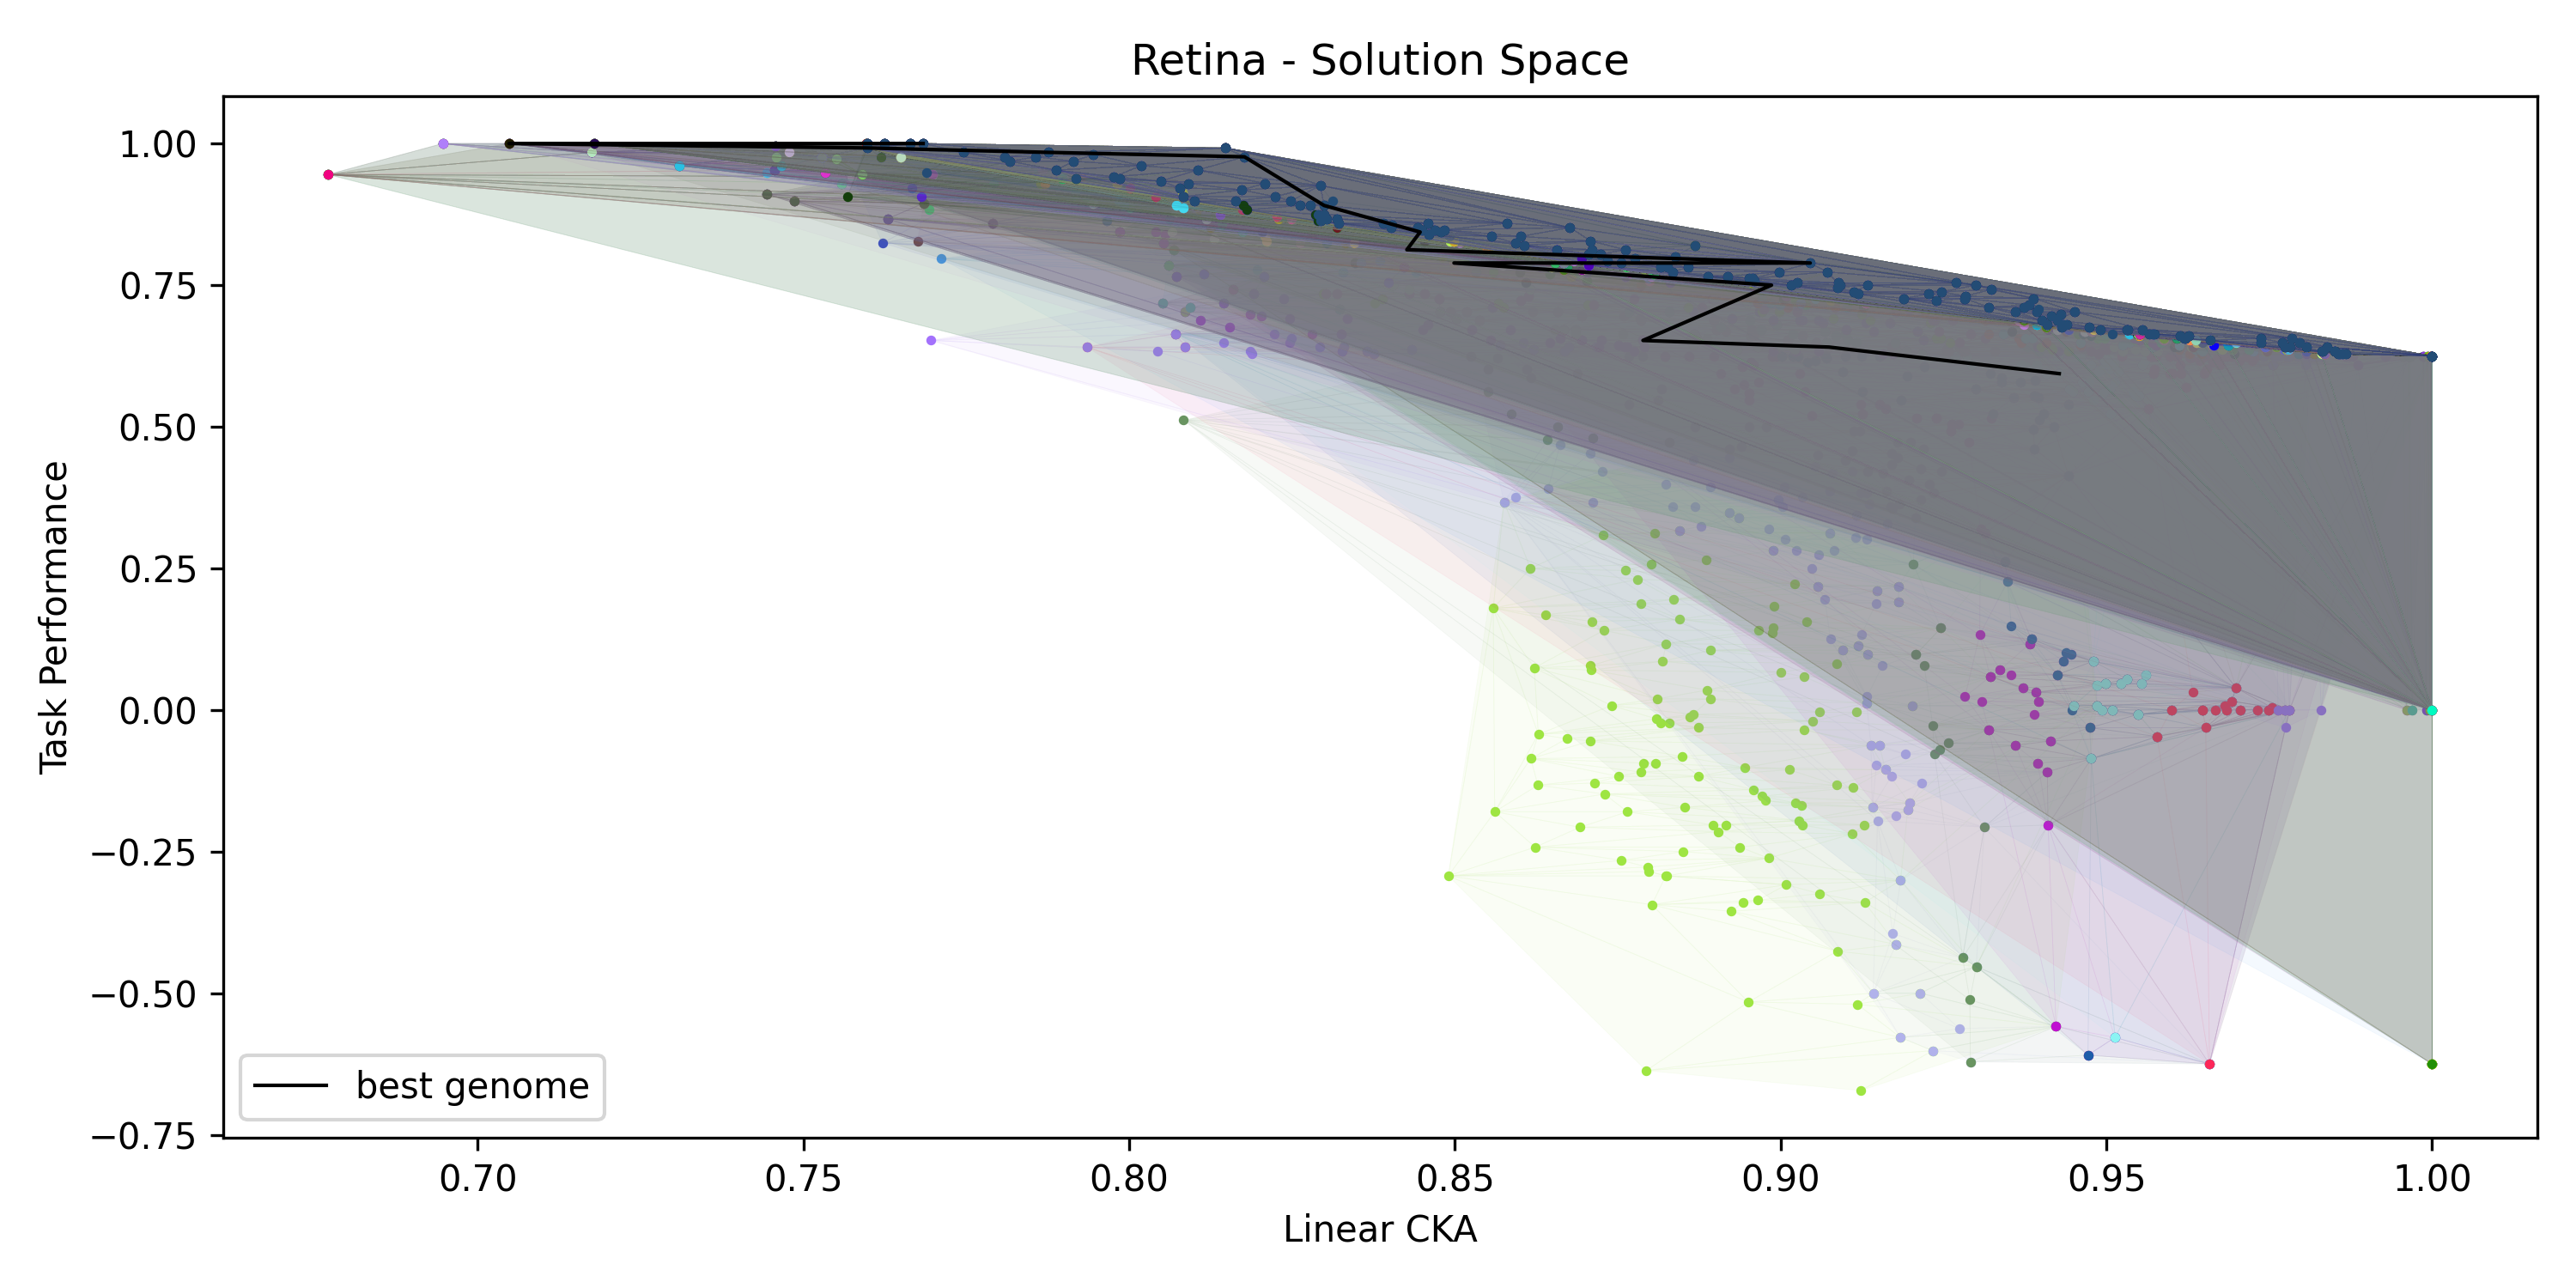 Retina - Solution Space
Task Performance
1.00
0.75
0.50
0.25
0.00
−0.25
−0.50
−0.75
best genome
0.70 0.75 0.80 0.85 0.90 0.95 1.00
Linear CKA